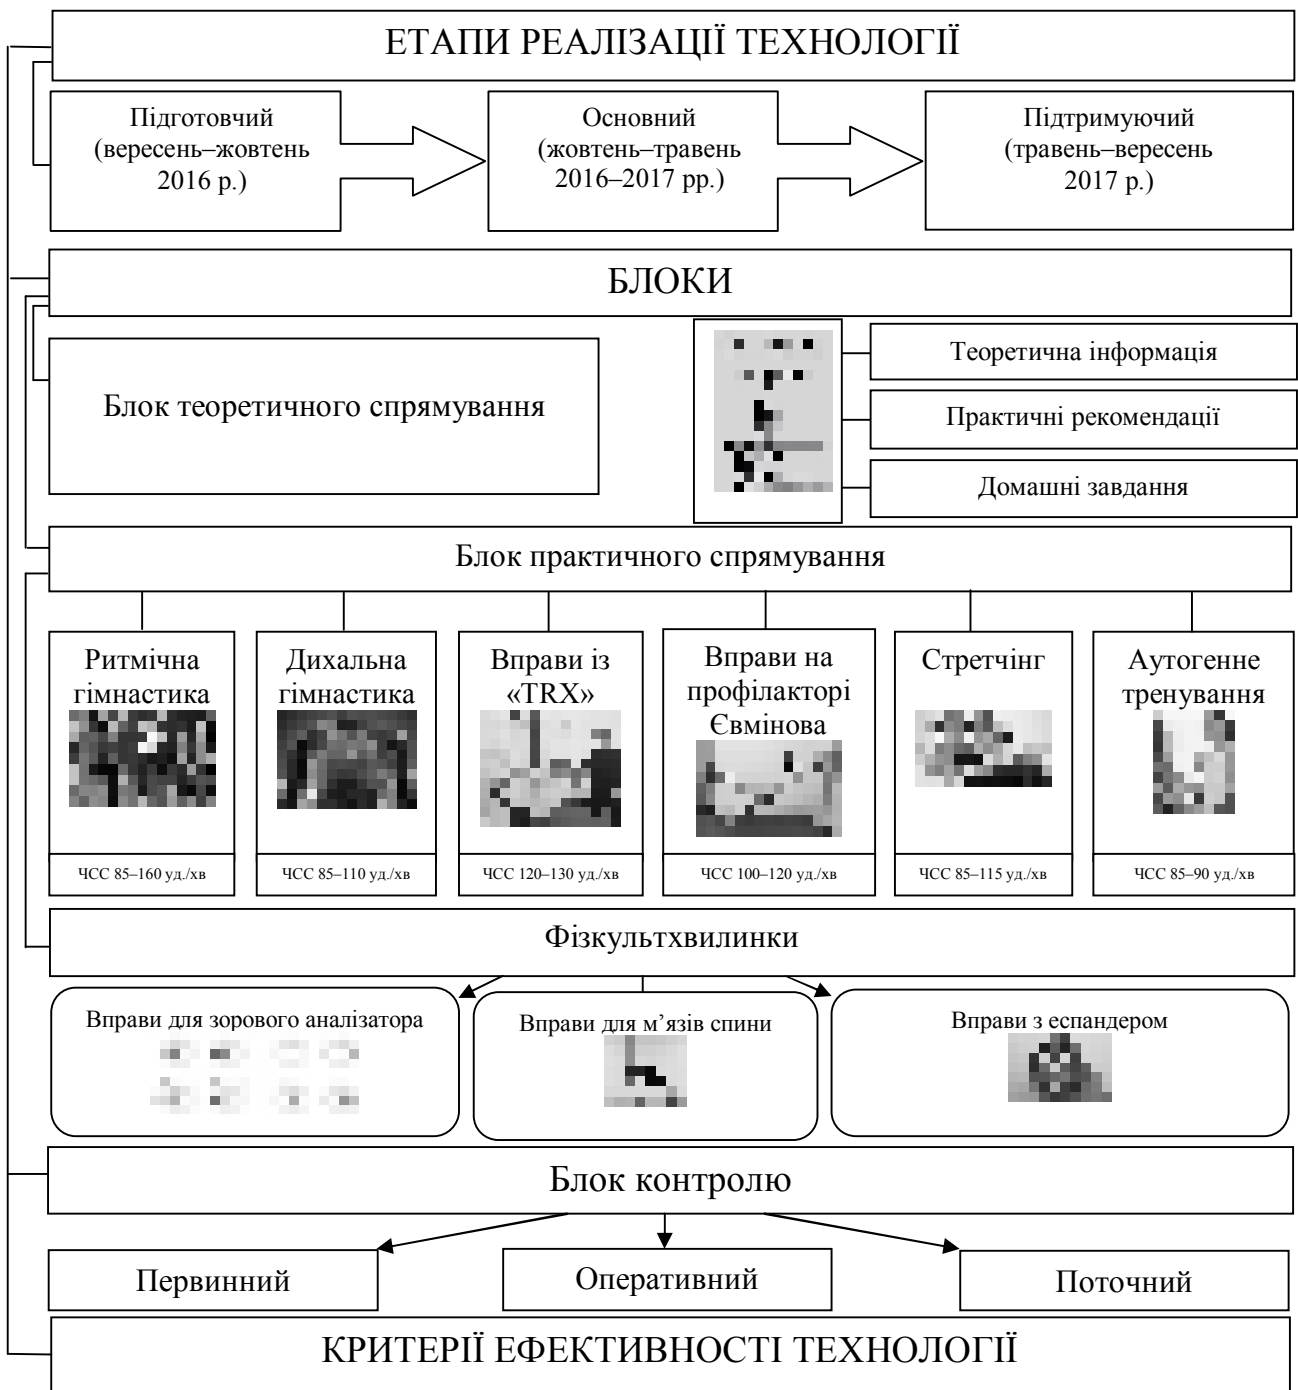 ЕТАПИ РЕАЛІЗАЦІЇ ТЕХНОЛОГІЇ
Підготовчий
(вересень–жовтень
2016 р.)
Основний
(жовтень–травень
2016–2017 рр.)
Підтримуючий
(травень–вересень
2017 р.)
БЛОКИ
Блок теоретичного спрямування
Теоретична інформація
Практичні рекомендації
Домашні завдання
Блок практичного спрямування
Ритмічна
гімнастика
ЧСС 85–160 уд./хв
Дихальна
гімнастика
ЧСС 85–110 уд./хв
Вправи із
«TRX»
ЧСС 120–130 уд./хв
Вправи на
профілакторі
Євмінова
ЧСС 100–120 уд./хв
Стретчінг
ЧСС 85–115 уд./хв
Аутогенне
тренування
ЧСС 85–90 уд./хв
Фізкультхвилинки
Вправи для зорового аналізатора
Вправи для м’язів спини
Вправи з еспандером
Блок контролю
Первинний
Оперативний
Поточний
КРИТЕРІЇ ЕФЕКТИВНОСТІ ТЕХНОЛОГІЇ